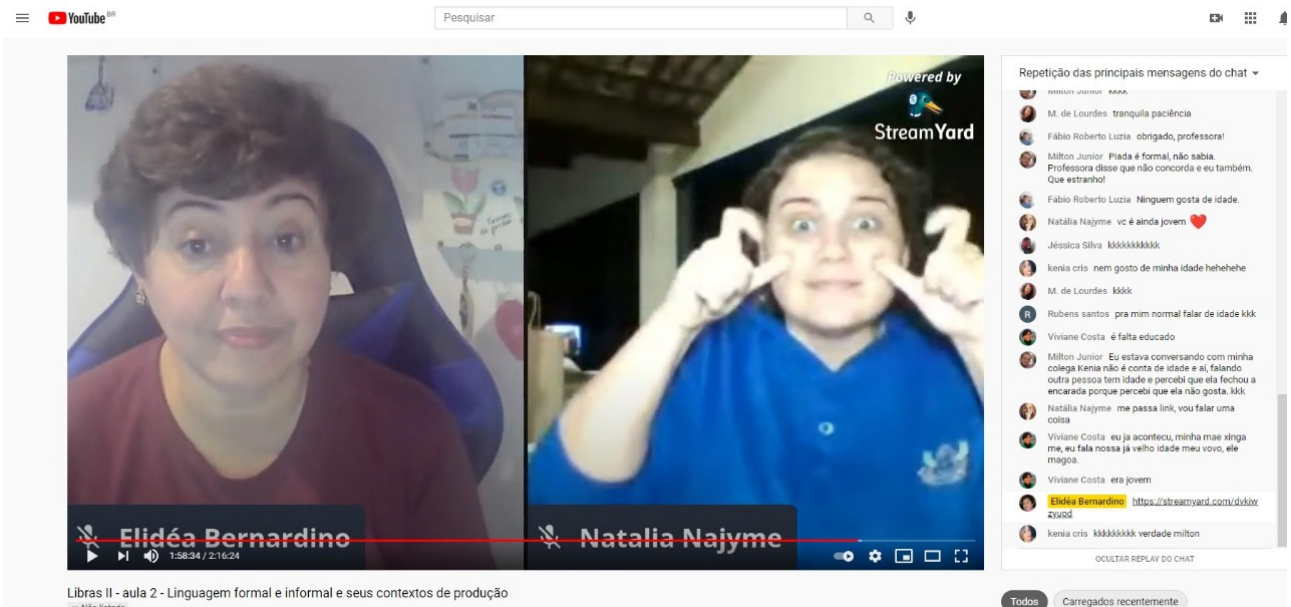 YouTube BR
Pesquisar
Powered by
StreamYard
Elidéa Bernardino
Natalia Najyme
1:58:34 / 2:16:24
Libras II - aula 2 - Linguagem formal e informal e seus contextos de produção
Não listado
Repetição das principais mensagens do chat
Milton Junior kkkk
M. de Lourdes tranquila paciência
Fábio Roberto Luzia obrigado, professora!
Milton Junior Piada é formal, não sabia.
Professora disse que não concorda e eu também.
Que estranho!
Fábio Roberto Luzia Ninguem gosta de idade.
Natália Najyme vc é ainda jovem ❤️
Jéssica Silva kkkkkkkkkkk
kenia cris nem gosto de minha idade hehehehe
M. de Lourdes kkkk
R
Rubens santos pra mim normal falar de idade kkk
Viviane Costa é falta educado
Milton Junior Eu estava conversando com minha
colega Kenia não é conta de idade e aí, falando
outra pessoa tem idade e percebi que ela fechou a
encarada porque percebi que ela não gosta. kkk
Natália Najyme me passa link, vou falar uma
coisa
Viviane Costa eu ja aconteceu, minha mae xinga
me, eu fala nossa já velho idade meu vovo, ele
magoa.
Viviane Costa era jovem
Elidéa Bernardino https://streamyard.com/dvkiw
zyupd
kenia cris kkkkkkkkk verdade milton
OCULTAR REPLAY DO CHAT
Todos
Carregados recentemente